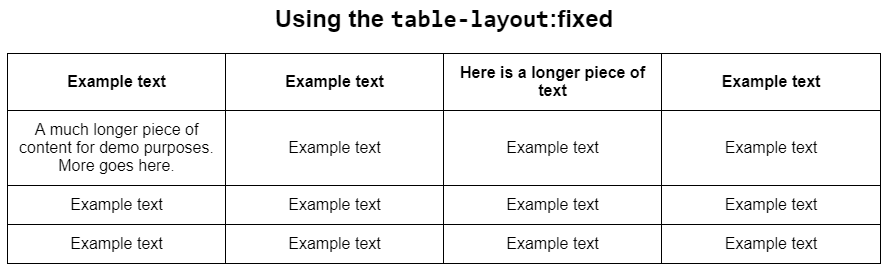 Using the table-layout:fixed
Example text Example text Here is a longer piece of text Example text
A much longer piece of content for demo purposes. More goes here. Example text Example text Example text
Example text Example text Example text Example text
Example text Example text Example text Example text